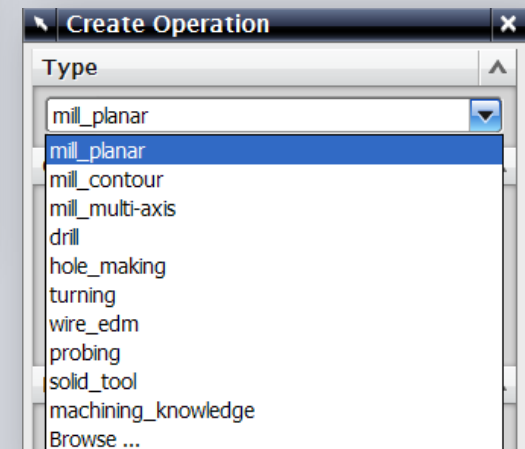 Create Operation
Type
mill_planar
mill_planar
mill_contour
mill_multi-axis
drill
hole_making
turning
wire_edm
probing
solid_tool
machining_knowledge
Browse ...